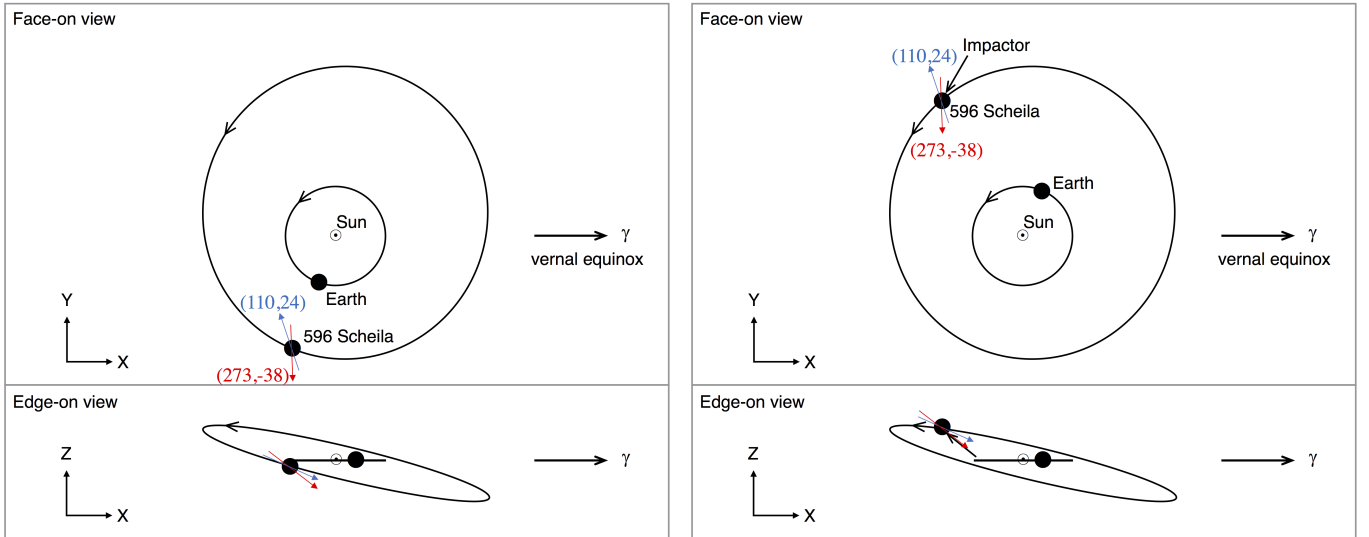 Face-on view
(110,24)
596 Scheila
(273,-38)
Sun
Earth
γ
vernal equinox
Y
X
Edge-on view
Z
X
γ
Face-on view
Impactor
(110,24)
596 Scheila
(273,-38)
Earth
Sun
γ
vernal equinox
Y
X
Edge-on view
Z
X
γ